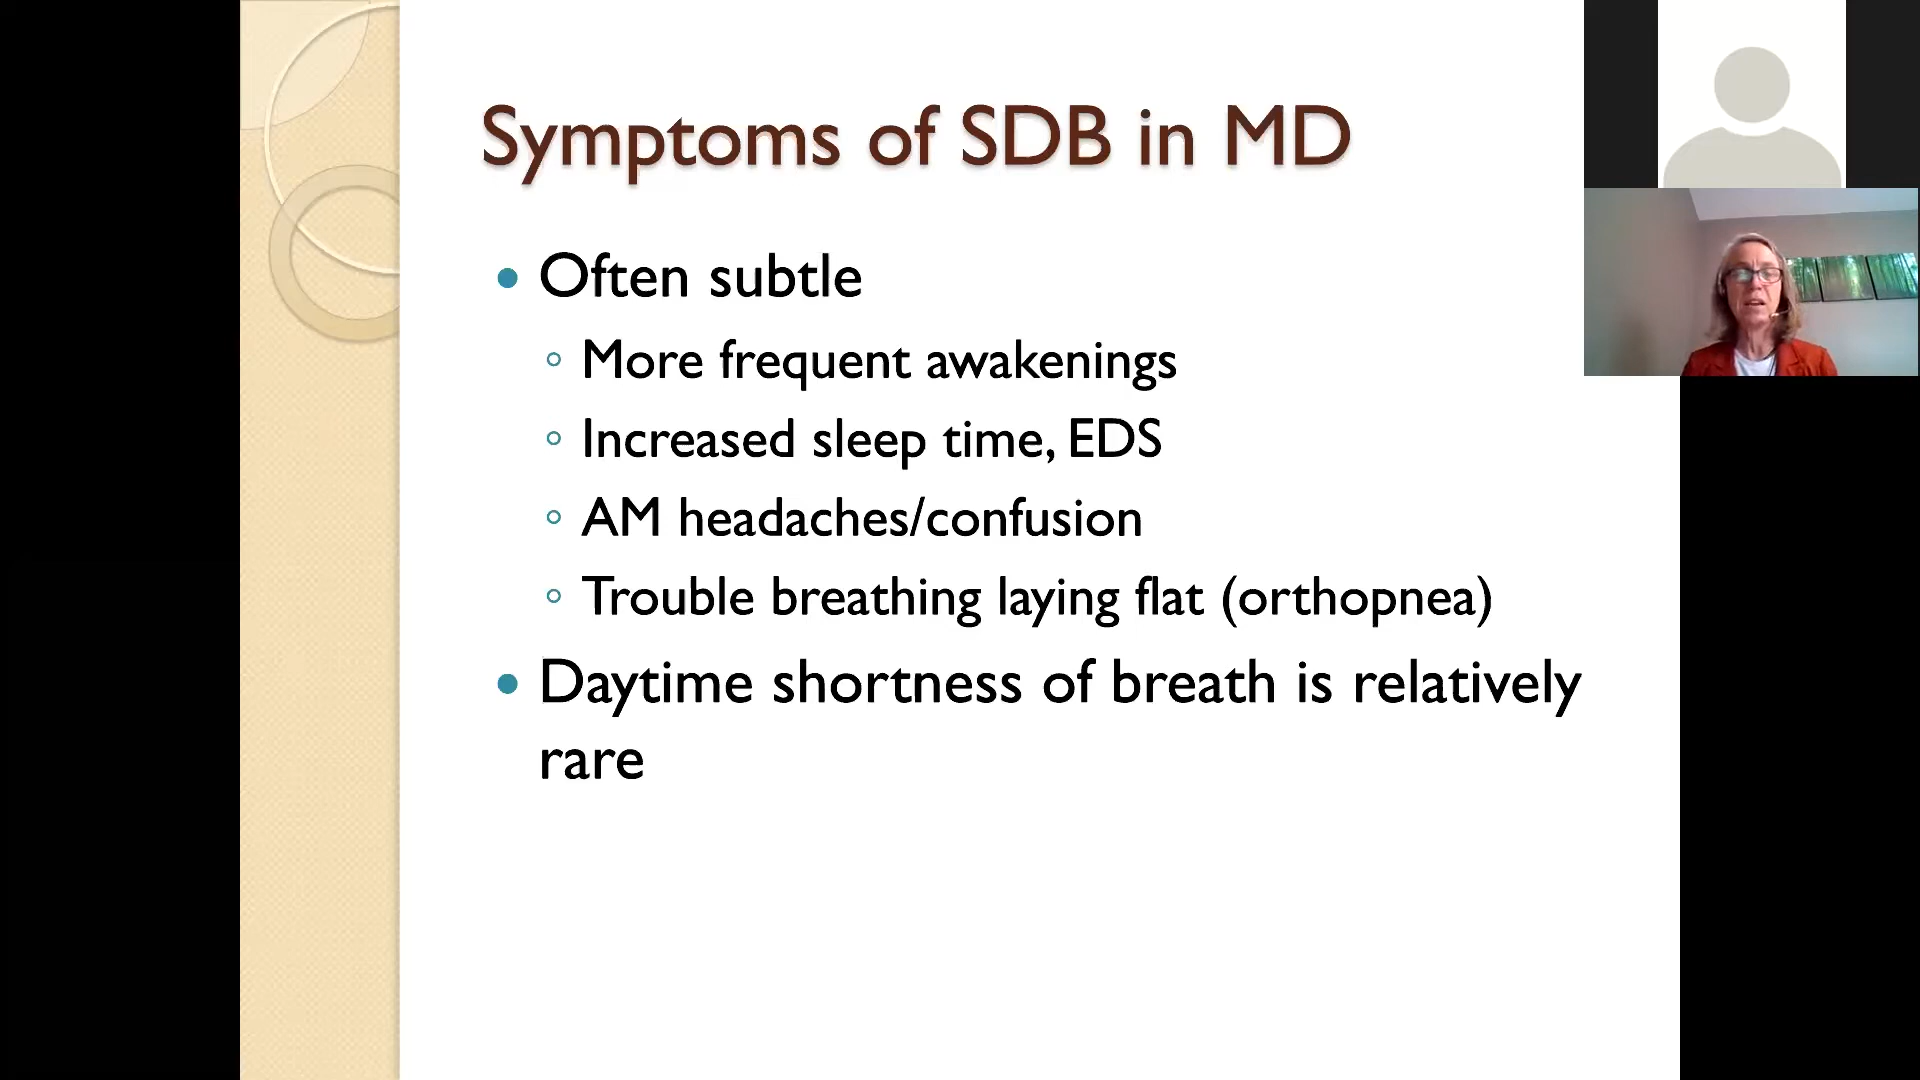 Symptoms of SDB in MD
Often subtle
More frequent awakenings
Increased sleep time, EDS
AM headaches/confusion
Trouble breathing laying flat (orthopnea)
Daytime shortness of breath is relatively
rare